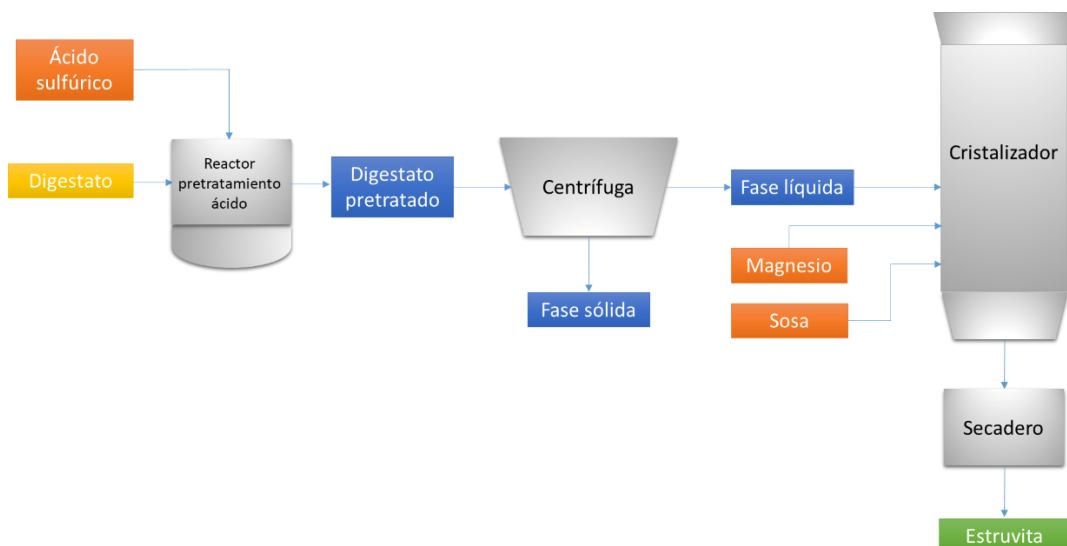 Ácido
sulfúrico
Digestato
Reactor
pretratamiento
ácido
Digestato
pretratado
Centrífuga
Fase sólida
Fase líquida
Magnesio
Sosa
Cristalizador
Secadero
Estruvita